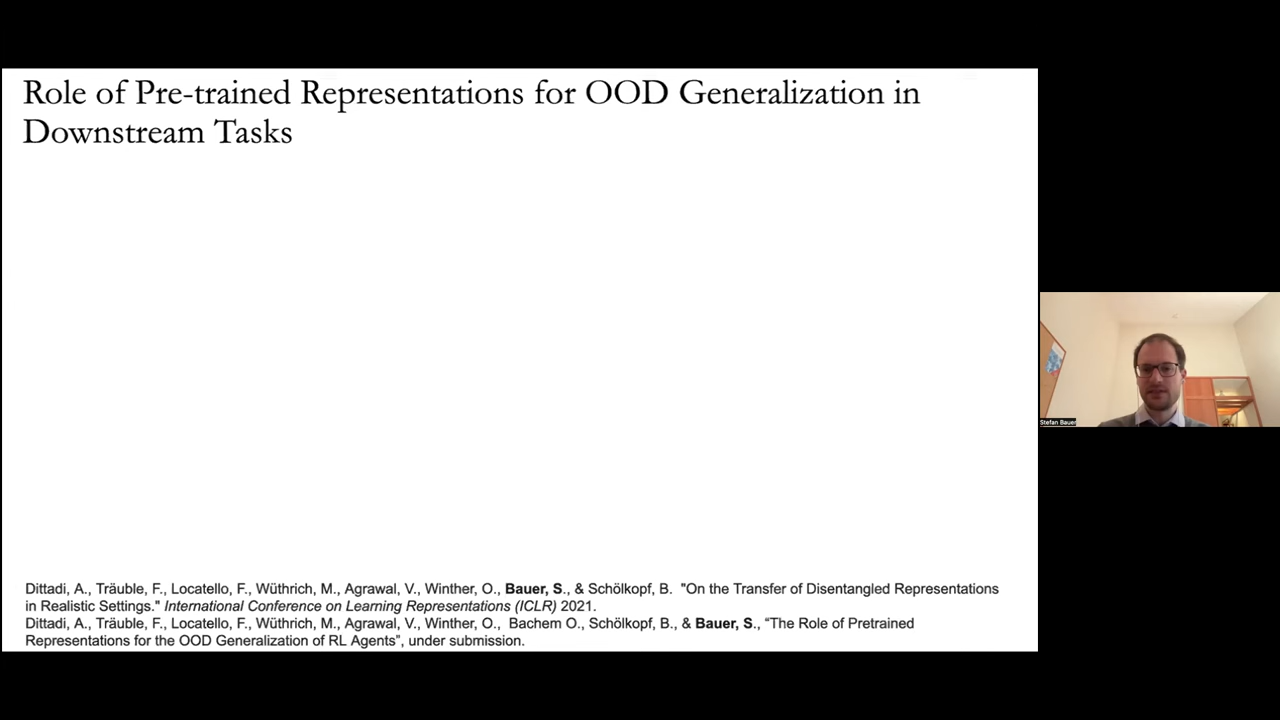 Role of Pre-trained Representations for OOD Generalization in
Downstream Tasks
Stefan Bauer
Dittadi, A., Träuble, F., Locatello, F., Wüthrich, M., Agrawal, V., Winther, O., Bauer, S., & Schölkopf, B. "On the Transfer of Disentangled Representations
in Realistic Settings." International Conference on Learning Representations (ICLR) 2021.
Dittadi, A., Träuble, F., Locatello, F., Wüthrich, M., Agrawal, V., Winther, O., Bachem O., Schölkopf, B., & Bauer, S., “The Role of Pretrained
Representations for the OOD Generalization of RL Agents”, under submission.